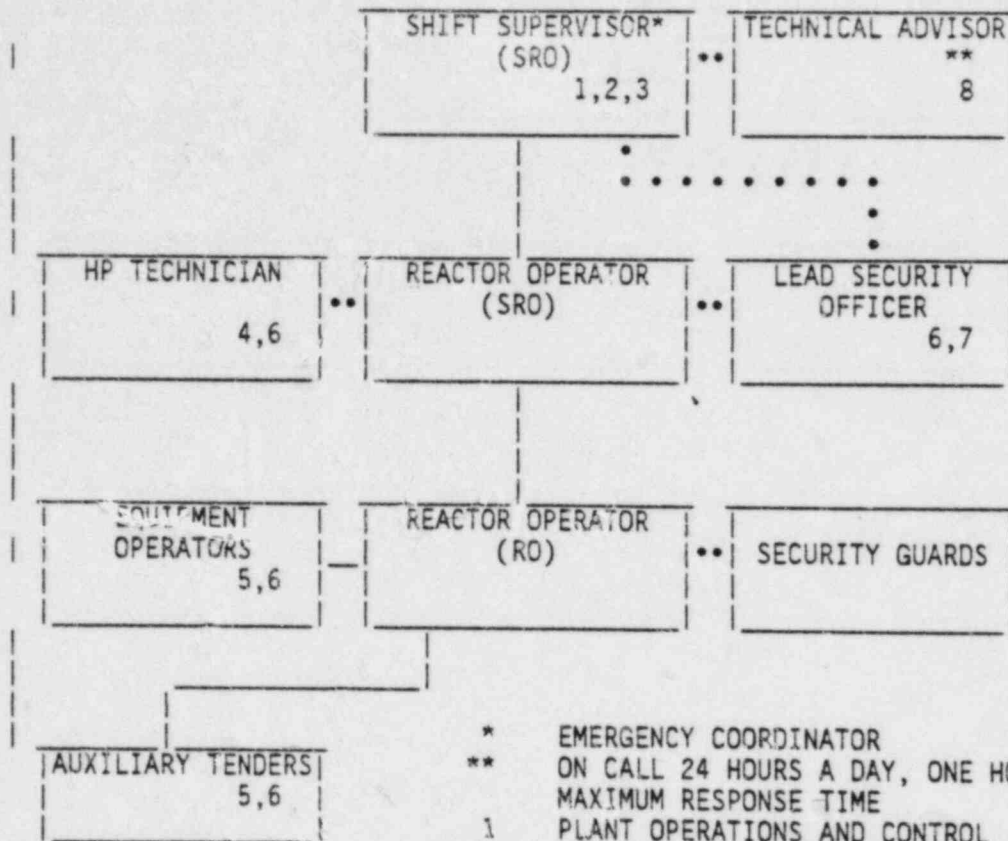 SHIFT SUPERVISOR*
(SRO)
1,2,3
TECHNICAL ADVISOR
**
8
HP TECHNICIAN
4,6
REACTOR OPERATOR
(SRO)
LEAD SECURITY
OFFICER
6,7
EQUIPMENT
OPERATORS
5,6
REACTOR OPERATOR
(RO)
SECURITY GUARDS
AUXILIARY TENDERS
5,6
* EMERGENCY COORDINATOR
** ON CALL 24 HOURS A DAY, ONE
MAXIMUM RESPONSE TIME
1 PLANT OPERATIONS AND CONTROL